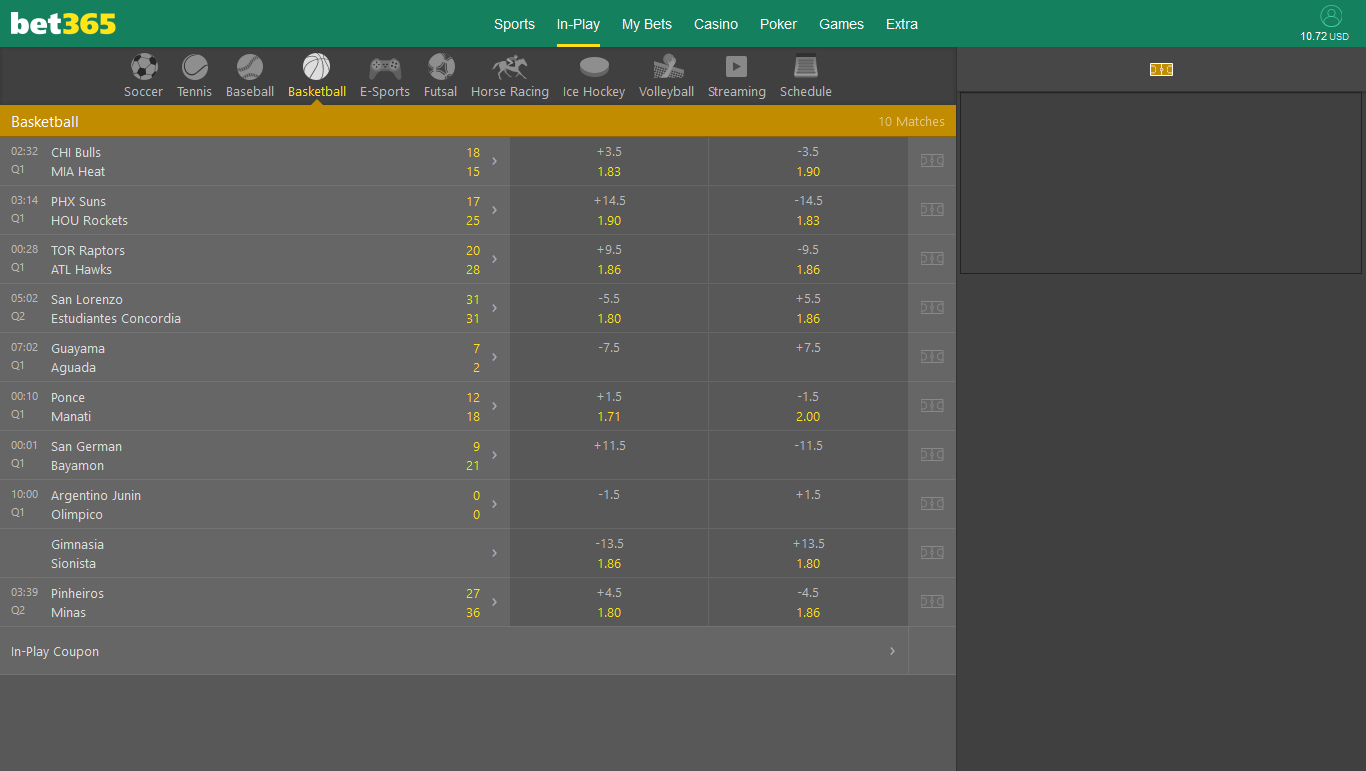 bet365
Sports In-Play My Bets Casino Poker Games Extra
10.72 USD
Soccer Tennis Baseball Basketball E-Sports Futsal Horse Racing Ice Hockey Volleyball Streaming Schedule
Basketball 10 Matches
02:32 CHI Bulls 18 +3.5 -3.5
Q1 MIA Heat 15 1.83 1.90
03:14 PHX Suns 17 +14.5 -14.5
Q1 HOU Rockets 25 1.90 1.83
00:28 TOR Raptors 20 +9.5 -9.5
Q1 ATL Hawks 28 1.86 1.86
05:02 San Lorenzo 31 -5.5 +5.5
Q2 Estudiantes Concordia 31 1.80 1.86
07:02 Guayama 7 -7.5 +7.5
Q1 Aguada 2
00:10 Ponce 12 +1.5 -1.5
Q1 Manati 18 1.71 2.00
00:01 San German 9 +11.5 -11.5
Q1 Bayamon 21
10:00 Argentino Junin 0 -1.5 +1.5
Q1 Olimpico 0
Gimnasia -13.5 +13.5
Sionista 1.86 1.80
03:39 Pinheiros 27 +4.5 -4.5
Q2 Minas 36 1.80 1.86
In-Play Coupon